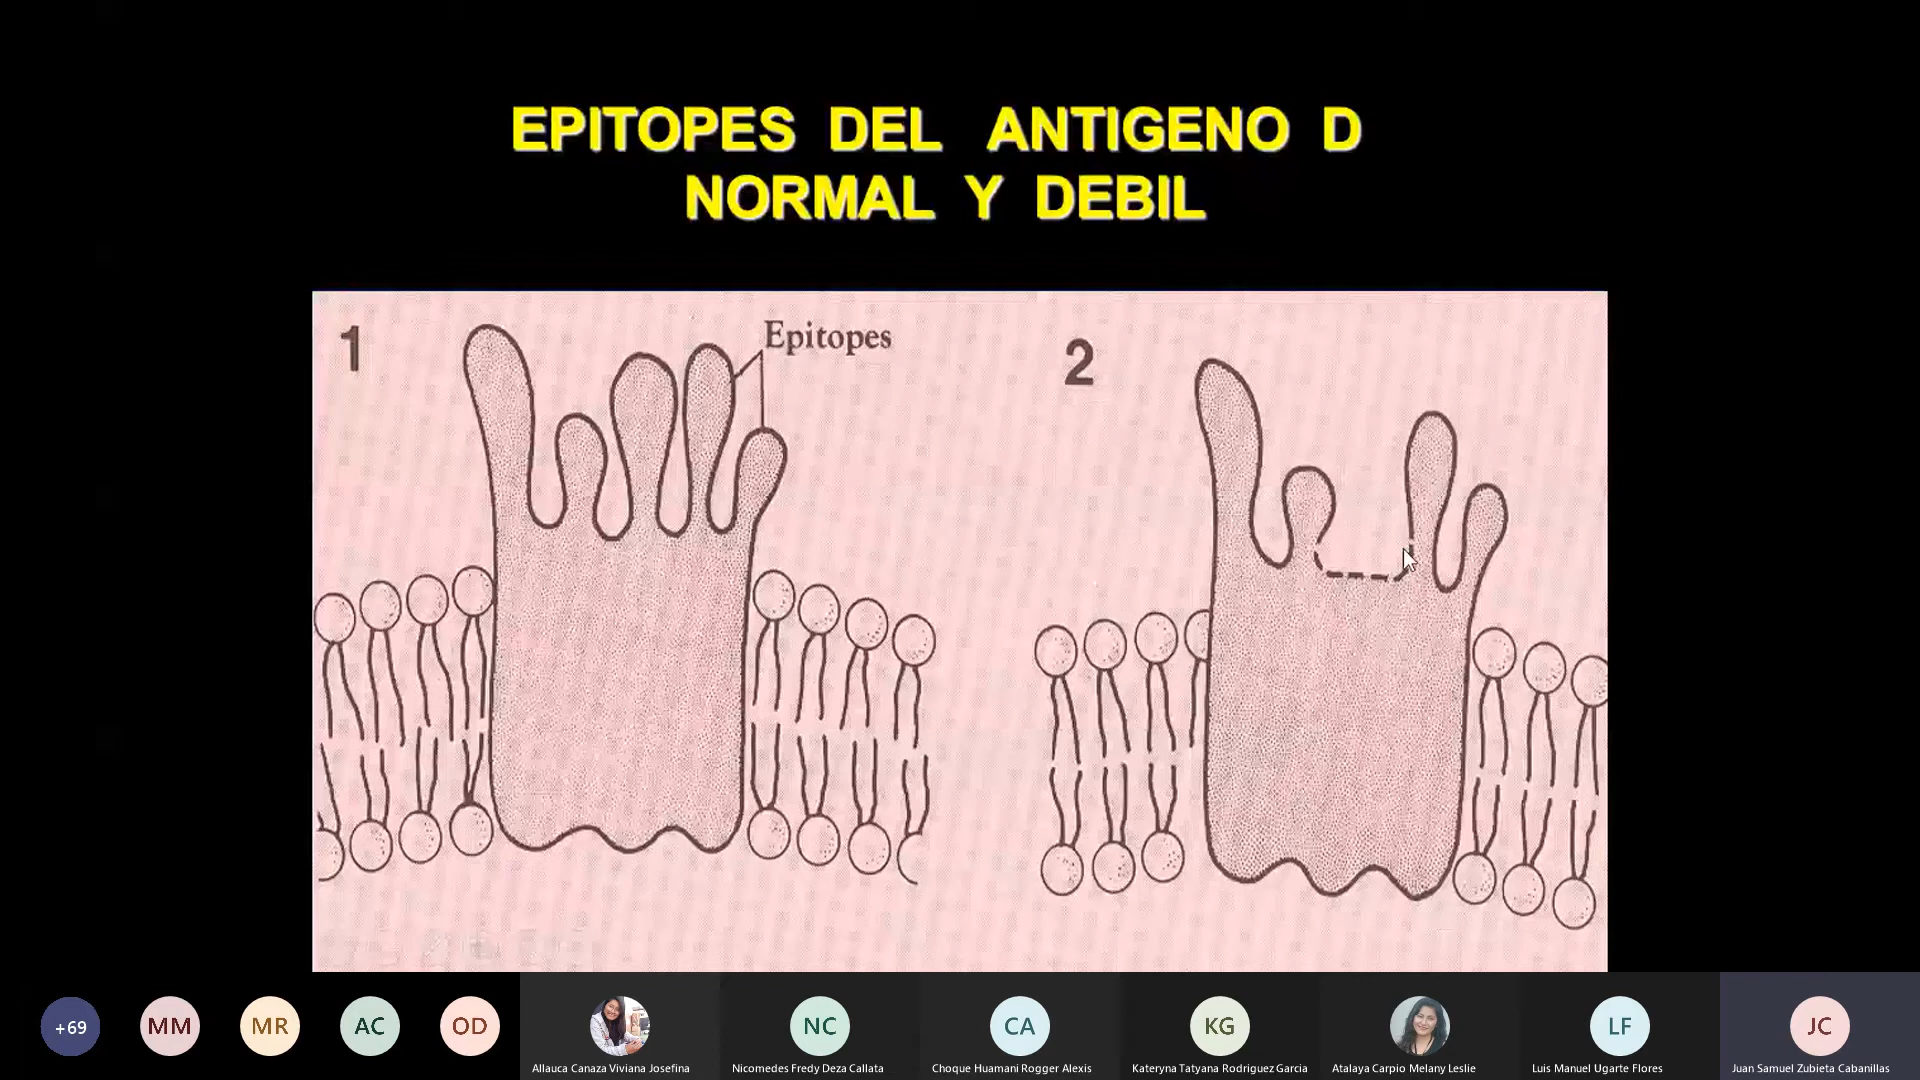 EPITOPES DEL ANTIGENO D
NORMAL Y DEBIL
1
Epitopes
2
+69
MM
MR
AC
OD
NC
CA
KG
LF
JC
Allauca Canaza Viviana Josefina
Nicomedes Fredy Deza Callata
Choque Huamani Rogger Alexis
Kateryna Tatyana Rodriguez Garcia
Atalaya Carpio Melany Leslie
Luis Manuel Ugarte Flores
Juan Samuel Zubieta Cabanillas